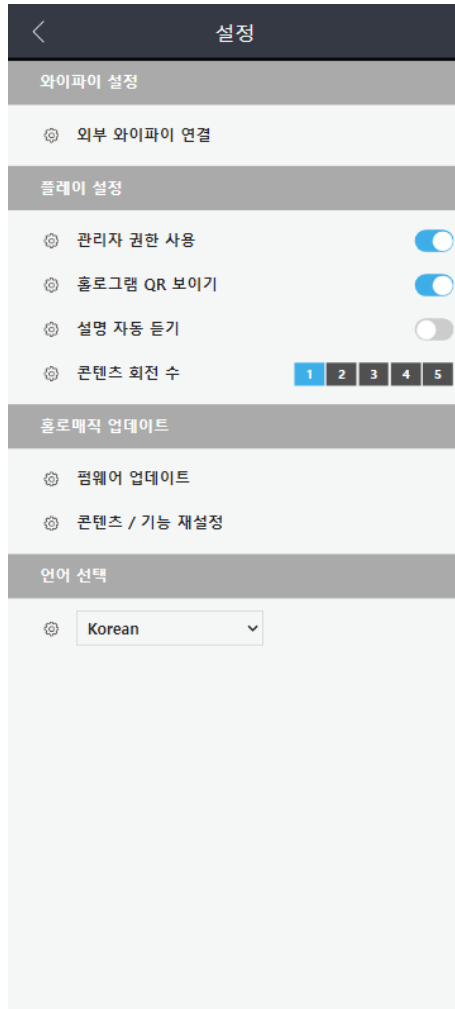 설정
와이파이 설정
외부 와이파이 연결
플레이 설정
관리자 권한 사용
홀로그램 QR 보이기
설명 자동 듣기
콘텐츠 회전 수 1 2 3 4 5
홀로매직 업데이트
펌웨어 업데이트
콘텐츠 / 기능 재설정
언어 선택
Korean